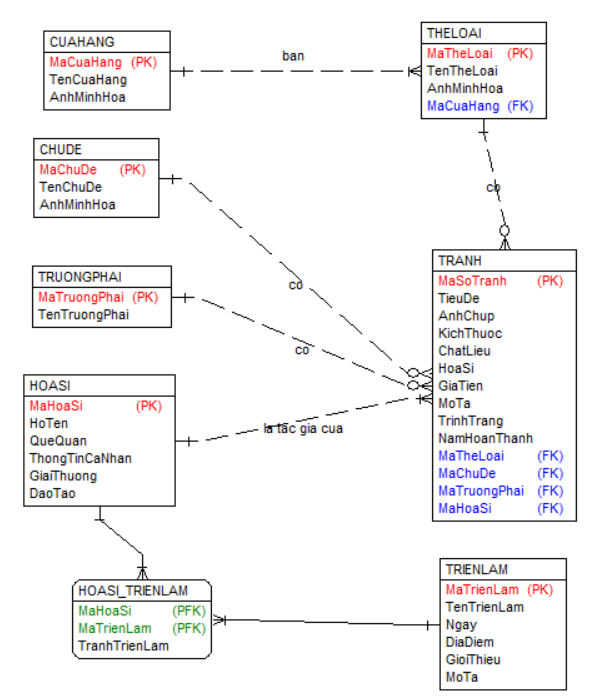 CUAHANG
MaCuaHang (PK)
TenCuaHang
AnhMinhHoa
ban
THELOAI
MaTheLoai (PK)
TenTheLoai
AnhMinhHoa
MaCuaHang (FK)
CHUDE
MaChuDe (PK)
TenChuDe
AnhMinhHoa
co
TRUONGPHAI
MaTruongPhai (PK)
TenTruongPhai
co
co
TRANH
MaSoTranh (PK)
TieuDe
AnhChup
KichThuoc
ChatLieu
HoaSi
GiaTien
MoTa
TrinhTrang
NamHoanThanh
MaTheLoai (FK)
MaChuDe (FK)
MaTruongPhai (FK)
MaHoaSi (FK)
HOASI
MaHoaSi (PK)
HoTen
QueQuan
ThongTinCaNhan
GiaiThuong
DaoTao
la tac gia cua
HOASI_TRIENLAM
MaHoaSi (PFK)
MaTrienLam (PFK)
TranhTrienLam
TRIENLAM
MaTrienLam (PK)
TenTrienLam
Ngay
DiaDiem
GioiThieu
MoTa